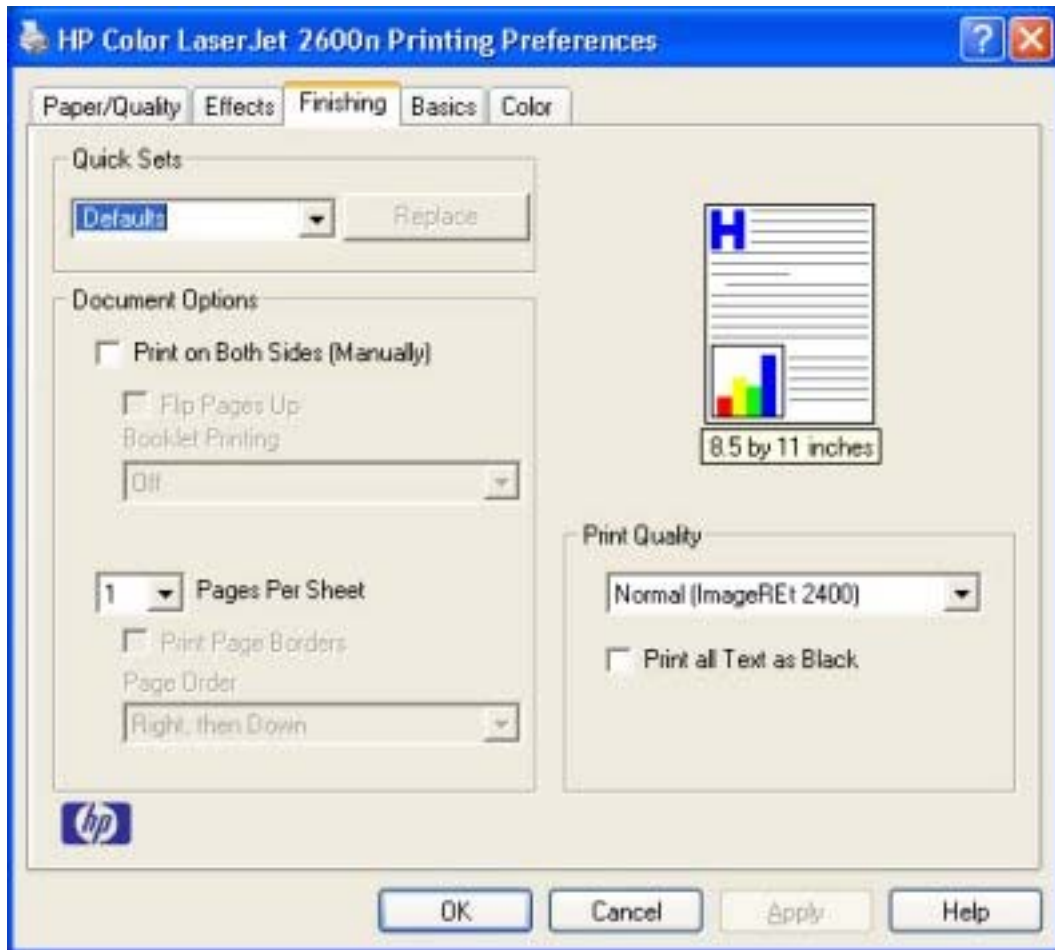 HP Color LaserJet 2600n Printing Preferences
Paper/Quality Effects Finishing Basics Color
Quick Sets
Defaults Replace
H
8.5 by 11 inches
Document Options
Print on Both Sides (Manually)
Flip Pages Up
Booklet Printing
Off
1 Pages Per Sheet
Print Page Borders
Page Order
Right, then Down
Print Quality
Normal (ImageREt 2400)
Print all Text as Black
hp
OK Cancel Apply Help